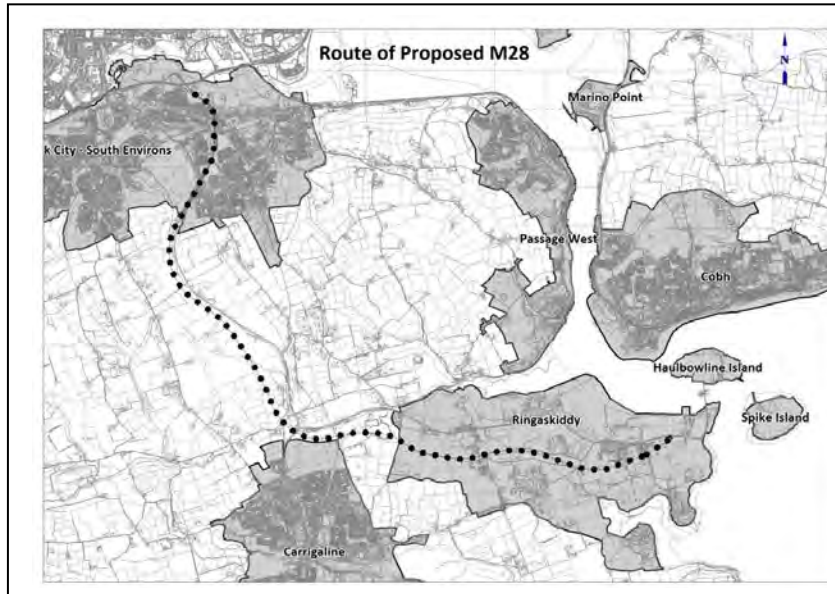 Route of Proposed M28
N
Marino Point
k City - South Environs
Passage West
Cobh
Haulbowline Island
Ringaskiddy
Spike Island
Carrigaline